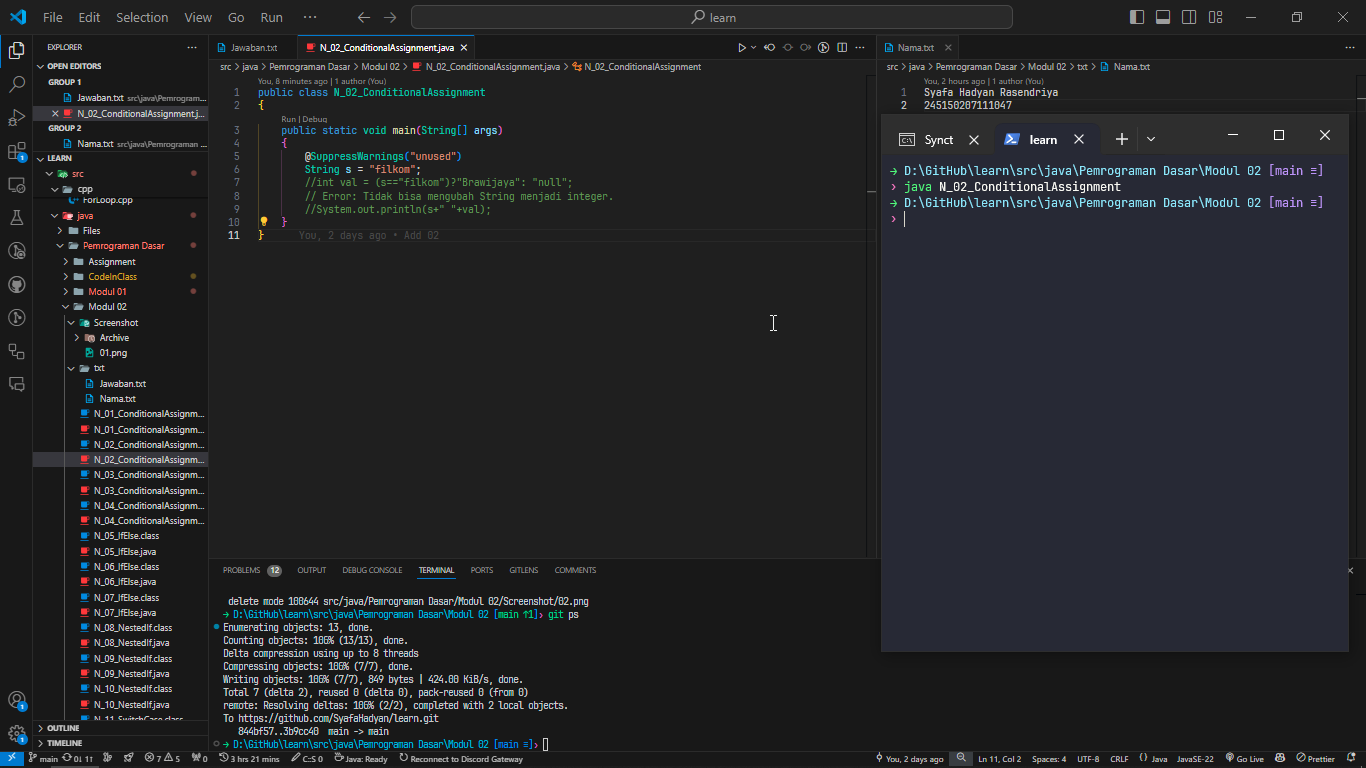 File Edit Selection View Go Run ··· learn
EXPLORER ···
OPEN EDITORS
GROUP 1
Jawaban.txt src\java\Pemrogram...
N_02_ConditionalAssignment.j...
GROUP 2
Nama.txt src\java\Pemrograman ...
LEARN
src
cpp
ForLoop.cpp
java
Files
Pemrograman Dasar
Assignment
CodeInClass
Modul 01
Modul 02
Screenshot
Archive
01.png
txt
Jawaban.txt
Nama.txt
N_01_ConditionalAssignm...
N_01_ConditionalAssignm...
N_02_ConditionalAssignm...
N_02_ConditionalAssignm...
N_03_ConditionalAssignm...
N_03_ConditionalAssignm...
N_04_ConditionalAssignm...
N_04_ConditionalAssignm...
N_05_IfElse.class
N_05_IfElse.java
N_06_IfElse.class
N_06_IfElse.java
N_07_IfElse.class
N_07_IfElse.java
N_08_NestedIf.class
N_08_NestedIf.java
N_09_NestedIf.class
N_09_NestedIf.java
N_10_NestedIf.class
N_10_NestedIf.java
N_11_SwitchCase.class
OUTLINE
TIMELINE
Jawaban.txt N_02_ConditionalAssignment.java
src > java > Pemrograman Dasar > Modul 02 > N_02_ConditionalAssignment.java > N_02_ConditionalAssignment
You, 8 minutes ago | 1 author (You)
1 public class N_02_ConditionalAssignment
2 {
Run | Debug
3 public static void main(String[] args)
4 {
5 @SuppressWarnings("unused")
6 String s = "filkom";
7 //int val = (s=="filkom")?"Brawijaya": "null";
8 // Error: Tidak bisa mengubah String menjadi integer.
9 //System.out.println(s+" "+val);
10 }
11 } You, 2 days ago • Add 02
Nama.txt ···
src > java > Pemrograman Dasar > Modul 02 > txt > Nama.txt
You, 2 hours ago | 1 author (You)
1 Syafa Hadyan Rasendriya
2 245150207111047
Synct learn
→ D:\GitHub\learn\src\java\Pemrograman Dasar\Modul 02 [main ≡]
› java N_02_ConditionalAssignment
→ D:\GitHub\learn\src\java\Pemrograman Dasar\Modul 02 [main ≡]
›
PROBLEMS 12 OUTPUT DEBUG CONSOLE TERMINAL PORTS GITLENS COMMENTS
delete mode 100644 src/java/Pemrograman Dasar/Modul 02/Screenshot/02.png
→ D:\GitHub\learn\src\java\Pemrograman Dasar\Modul 02 [main ↑1]› git ps
Enumerating objects: 13, done.
Counting objects: 100% (13/13), done.
Delta compression using up to 8 threads
Compressing objects: 100% (7/7), done.
Writing objects: 100% (7/7), 849 bytes | 424.00 KiB/s, done.
Total 7 (delta 2), reused 0 (delta 0), pack-reused 0 (from 0)
remote: Resolving deltas: 100% (2/2), completed with 2 local objects.
To https://github.com/SyafaHadyan/learn.git
844bf57..3b9cc40 main -> main
→ D:\GitHub\learn\src\java\Pemrograman Dasar\Modul 02 [main ≡]›
main 0↓ 1↑ 7 5 0 3 hrs 21 mins C:S: 0 Java: Ready Reconnect to Discord Gateway You, 2 days ago Ln 11, Col 2 Spaces: 4 UTF-8 CRLF {} Java JavaSE-22 Go Live Prettier